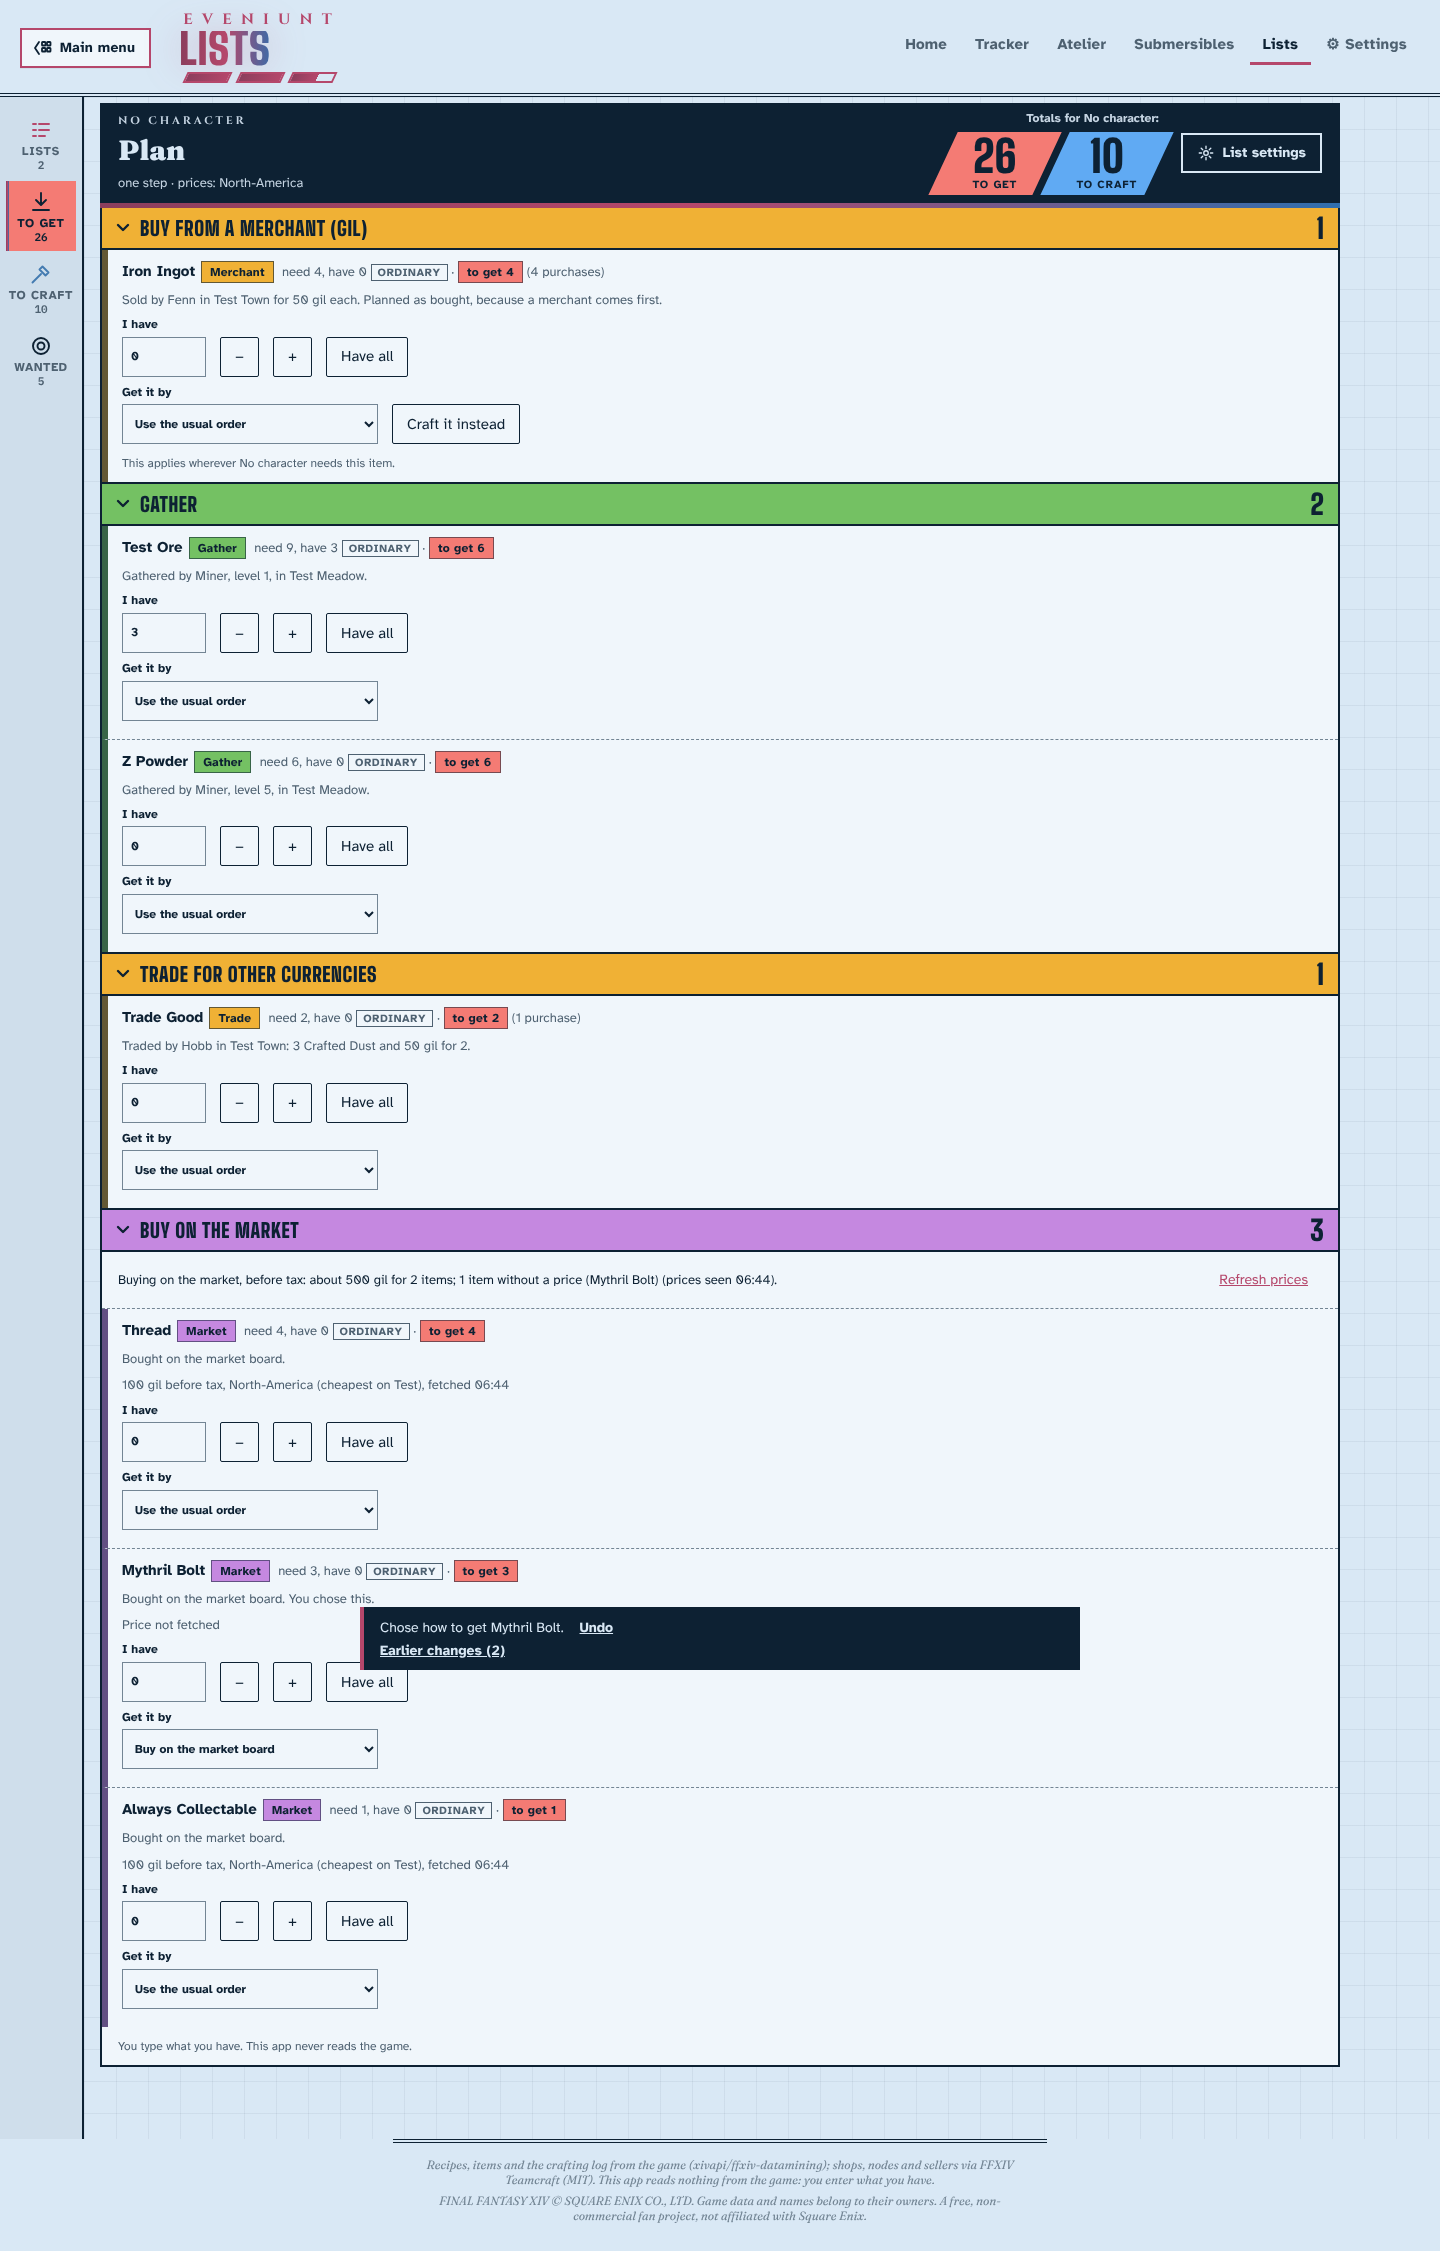 Main menu
EVENIUNT
LISTS
Home
Tracker
Atelier
Submersibles
Lists
⚙ Settings
LISTS
2
TO GET
26
TO CRAFT
10
WANTED
5
NO CHARACTER
Plan
one step · prices: North-America
Totals for No character:
26
TO GET
10
TO CRAFT
List settings
BUY FROM A MERCHANT (GIL)
1
Iron Ingot Merchant need 4, have 0 ORDINARY · to get 4 (4 purchases)
Sold by Fenn in Test Town for 50 gil each. Planned as bought, because a merchant comes first.
I have
0 − + Have all
Get it by
Use the usual order Craft it instead
This applies wherever No character needs this item.
GATHER
2
Test Ore Gather need 9, have 3 ORDINARY · to get 6
Gathered by Miner, level 1, in Test Meadow.
I have
3 − + Have all
Get it by
Use the usual order
Z Powder Gather need 6, have 0 ORDINARY · to get 6
Gathered by Miner, level 5, in Test Meadow.
I have
0 − + Have all
Get it by
Use the usual order
TRADE FOR OTHER CURRENCIES
1
Trade Good Trade need 2, have 0 ORDINARY · to get 2 (1 purchase)
Traded by Hobb in Test Town: 3 Crafted Dust and 50 gil for 2.
I have
0 − + Have all
Get it by
Use the usual order
BUY ON THE MARKET
3
Buying on the market, before tax: about 500 gil for 2 items; 1 item without a price (Mythril Bolt) (prices seen 06:44).
Refresh prices
Thread Market need 4, have 0 ORDINARY · to get 4
Bought on the market board.
100 gil before tax, North-America (cheapest on Test), fetched 06:44
I have
0 − + Have all
Get it by
Use the usual order
Mythril Bolt Market need 3, have 0 ORDINARY · to get 3
Bought on the market board. You chose this.
Price not fetched
Chose how to get Mythril Bolt. Undo
Earlier changes (2)
I have
0 − + Have all
Get it by
Buy on the market board
Always Collectable Market need 1, have 0 ORDINARY · to get 1
Bought on the market board.
100 gil before tax, North-America (cheapest on Test), fetched 06:44
I have
0 − + Have all
Get it by
Use the usual order
You type what you have. This app never reads the game.
Recipes, items and the crafting log from the game (xivapi/ffxiv-datamining); shops, nodes and sellers via FFXIV
Teamcraft (MIT). This app reads nothing from the game: you enter what you have.
FINAL FANTASY XIV © SQUARE ENIX CO., LTD. Game data and names belong to their owners. A free, non-
commercial fan project, not affiliated with Square Enix.